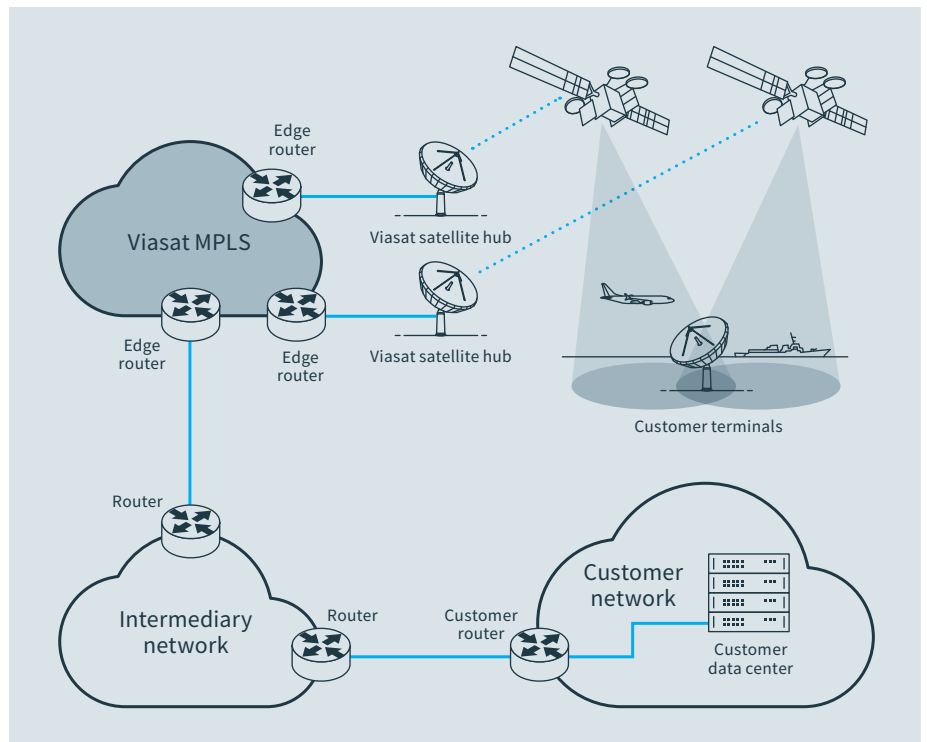 Edge
router
Viasat MPLS
Viasat satellite hub
Edge
router
Edge
router
Viasat satellite hub
Customer terminals
Router
Intermediary
network
Router
Customer
router
Customer
network
Customer
data center